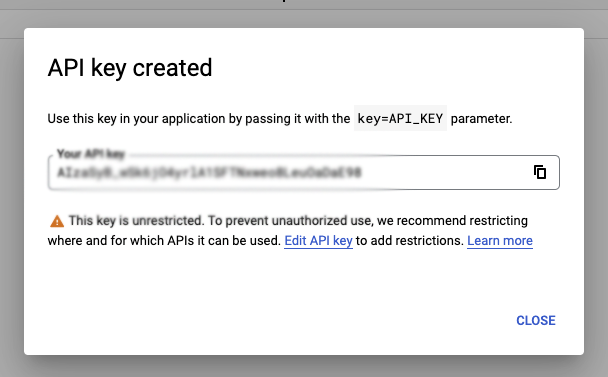 API key created
Use this key in your application by passing it with the key=API_KEY parameter.
Your API key
This key is unrestricted. To prevent unauthorized use, we recommend restricting
where and for which APIs it can be used. Edit API key to add restrictions. Learn more
CLOSE